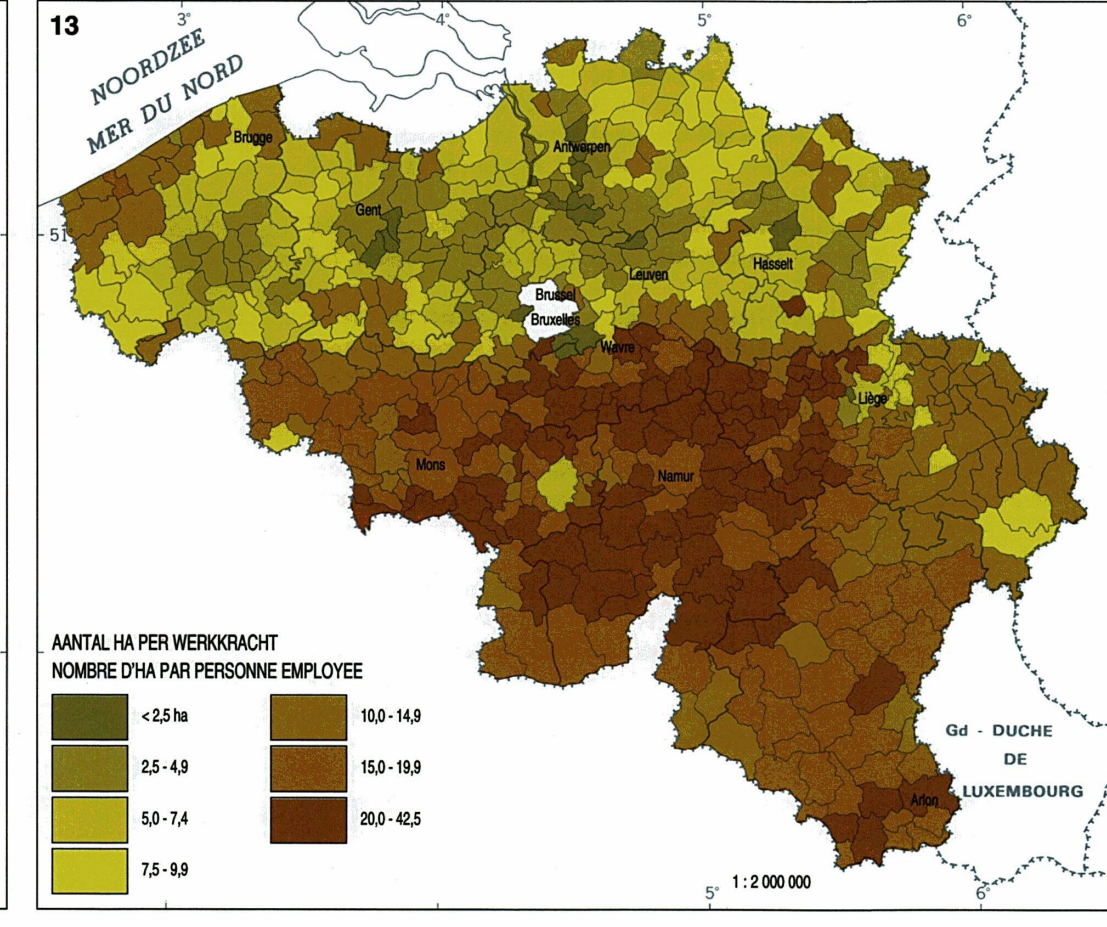 13
3°
4°
5°
6°
NOORDZEE
MER DU NORD
51
Brugge
Antwerpen
Gent
Hasselt
Leuven
Brussel
Bruxelles
Wavre
Liège
Mons
Namur
Arlon
Gd - DUCHE
DE
LUXEMBOURG
AANTAL HA PER WERKKRACHT
NOMBRE D'HA PAR PERSONNE EMPLOYEE
< 2,5 ha
2,5 - 4,9
5,0 - 7,4
7,5 - 9,9
10,0 - 14,9
15,0 - 19,9
20,0 - 42,5
1 : 2 000 000
5°
6°